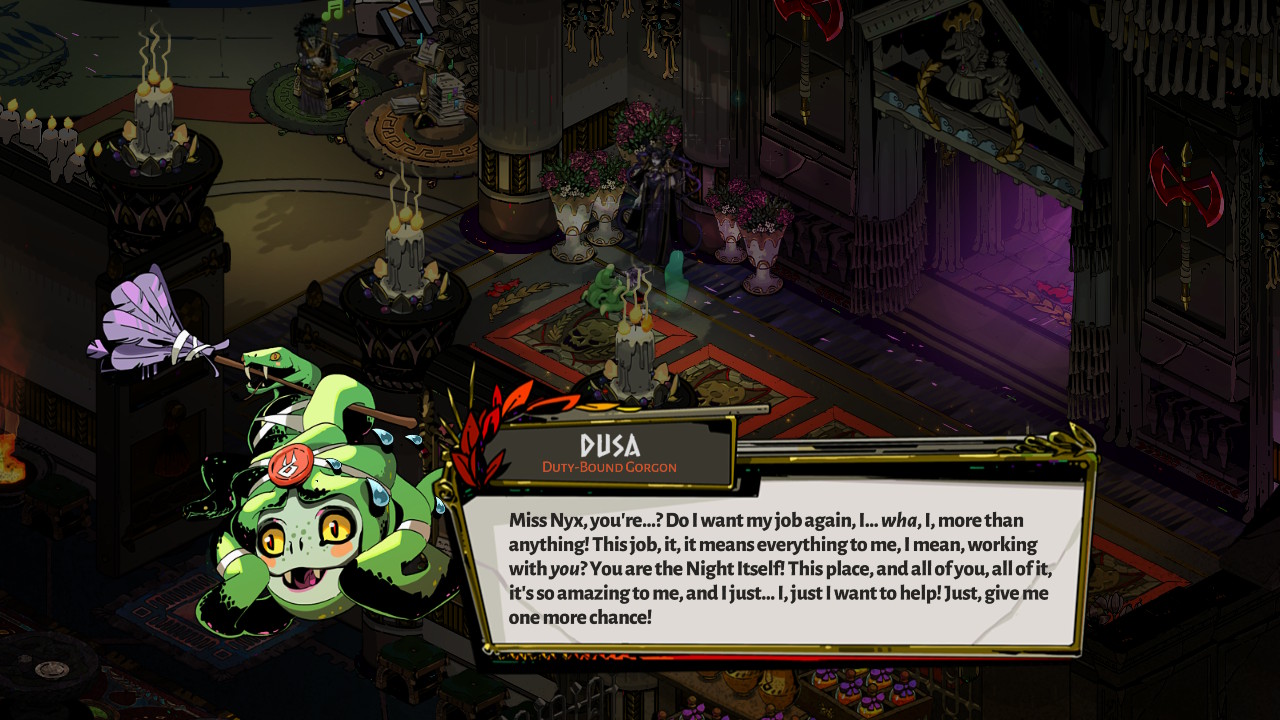 DUSA
Duty-Bound Gorgon
Miss Nyx, you're...? Do I want my job again, I... wha, I, more than
anything! This job, it, it means everything to me, I mean, working
with you? You are the Night Itself! This place, and all of you, all of it,
it's so amazing to me, and I just... I, just I want to help! Just, give me
one more chance!